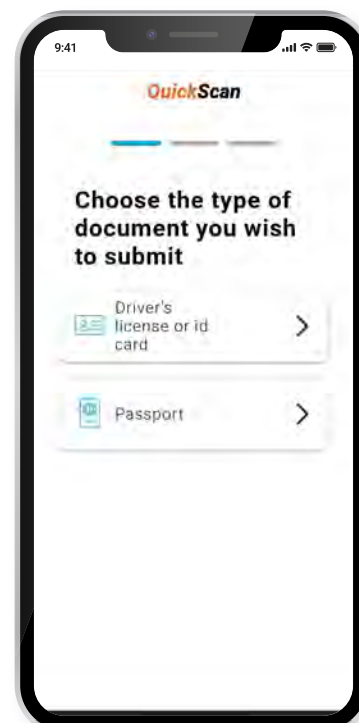 9:41
QuickScan
Choose the type of
document you wish
to submit
Driver's
license or id
card
Passport